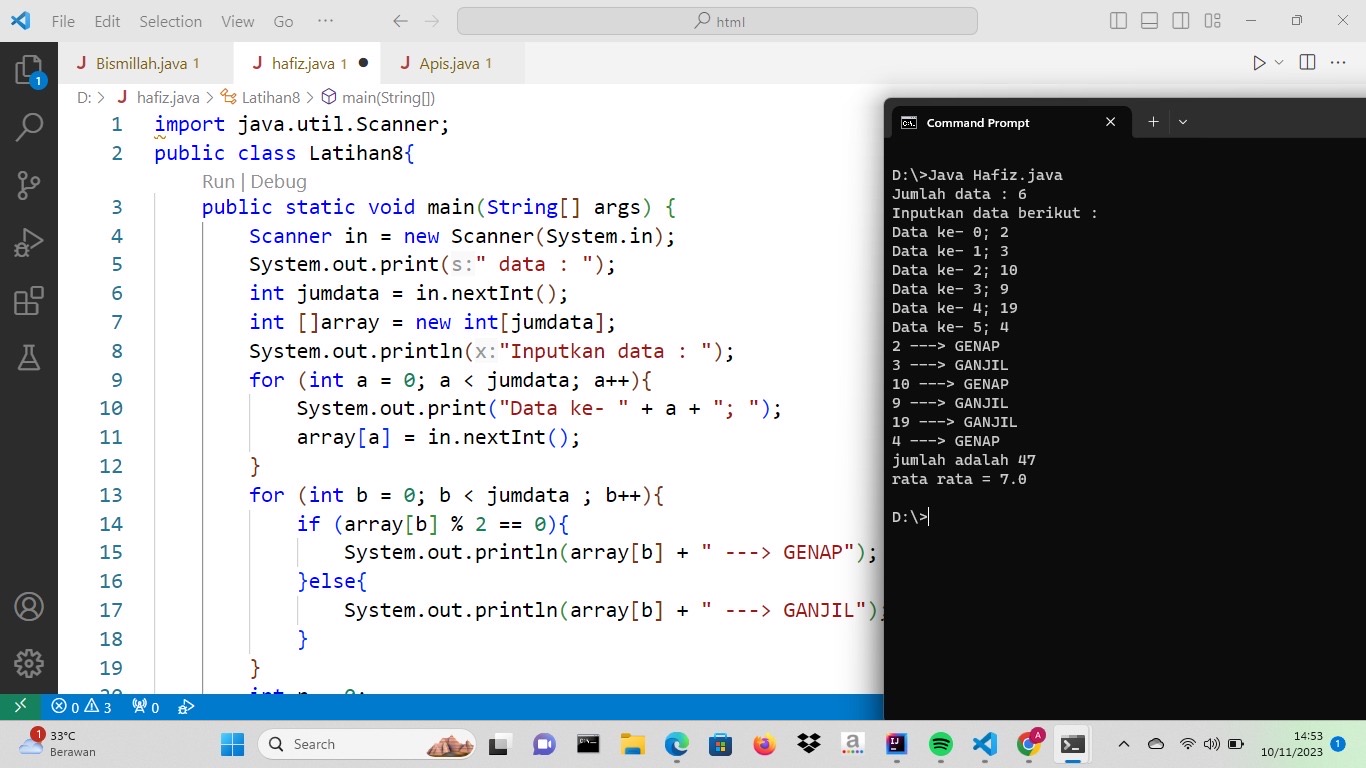 File Edit Selection View Go ··· html
J Bismillah.java 1 J hafiz.java 1 J Apis.java 1
D: > J hafiz.java > Latihan8 > main(String[])
1 import java.util.Scanner;
2 public class Latihan8{
Run | Debug
3 public static void main(String[] args) {
4 Scanner in = new Scanner(System.in);
5 System.out.print(s:" data : ");
6 int jumdata = in.nextInt();
7 int []array = new int[jumdata];
8 System.out.println(x:"Inputkan data : ");
9 for (int a = 0; a < jumdata; a++){
10 System.out.print("Data ke- " + a + "; ");
11 array[a] = in.nextInt();
12 }
13 for (int b = 0; b < jumdata ; b++){
14 if (array[b] % 2 == 0){
15 System.out.println(array[b] + " ---> GENAP");
16 }else{
17 System.out.println(array[b] + " ---> GANJIL");
18 }
19 }
1
Command Prompt
D:\>Java Hafiz.java
Jumlah data : 6
Inputkan data berikut :
Data ke- 0; 2
Data ke- 1; 3
Data ke- 2; 10
Data ke- 3; 9
Data ke- 4; 19
Data ke- 5; 4
2 ---> GENAP
3 ---> GANJIL
10 ---> GENAP
9 ---> GANJIL
19 ---> GANJIL
4 ---> GENAP
jumlah adalah 47
rata rata = 7.0
D:\>
0 3 0
1 33°C
Berawan
Search
a
IJ
A
14:53
10/11/2023 1